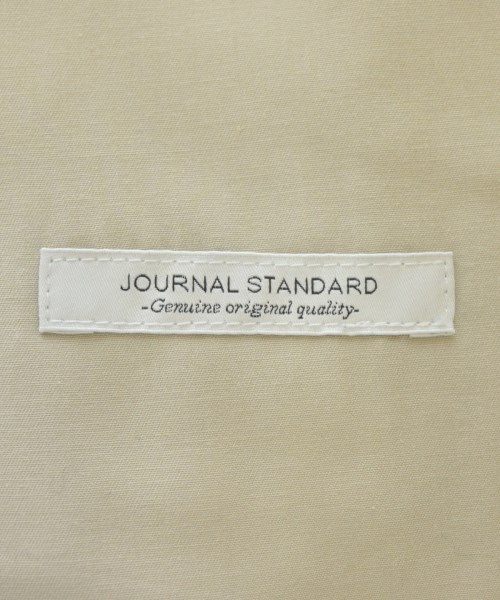 JOURNAL STANDARD
-Genuine original quality-